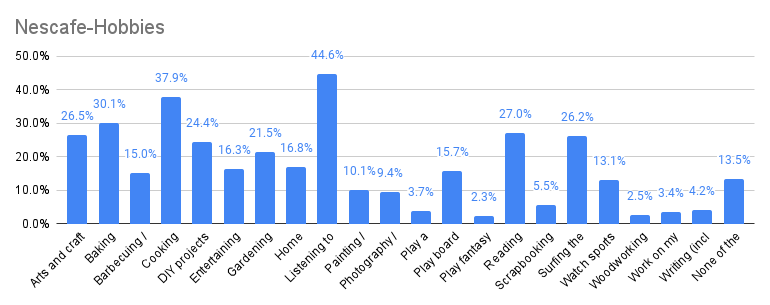 Nescafe-Hobbies
50.0%
40.0%
30.0%
20.0%
10.0%
0.0%
26.5%
30.1%
15.0%
37.9%
24.4%
16.3%
21.5%
16.8%
44.6%
10.1%
9.4%
3.7%
15.7%
2.3%
27.0%
5.5%
26.2%
13.1%
2.5%
3.4%
4.2%
13.5%
Arts and craft
Baking
Barbecuing /
Cooking
DIY projects
Entertaining
Gardening
Home
Listening to
Painting /
Photography /
Play a
Play board
Play fantasy
Reading
Scrapbooking
Surfing the
Watch sports
Woodworking
Work on my
Writing (incl
None of the